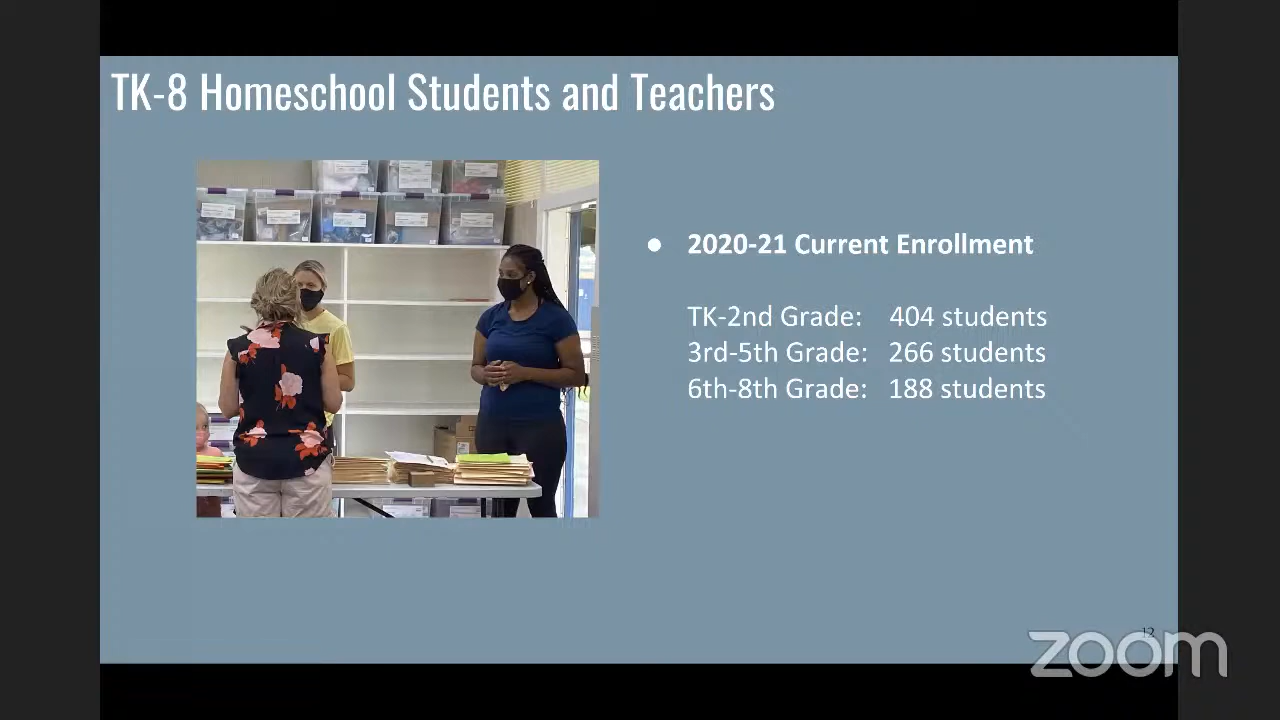 TK-8 Homeschool Students and Teachers
● 2020-21 Current Enrollment
TK-2nd Grade: 404 students
3rd-5th Grade: 266 students
6th-8th Grade: 188 students
12
zoom